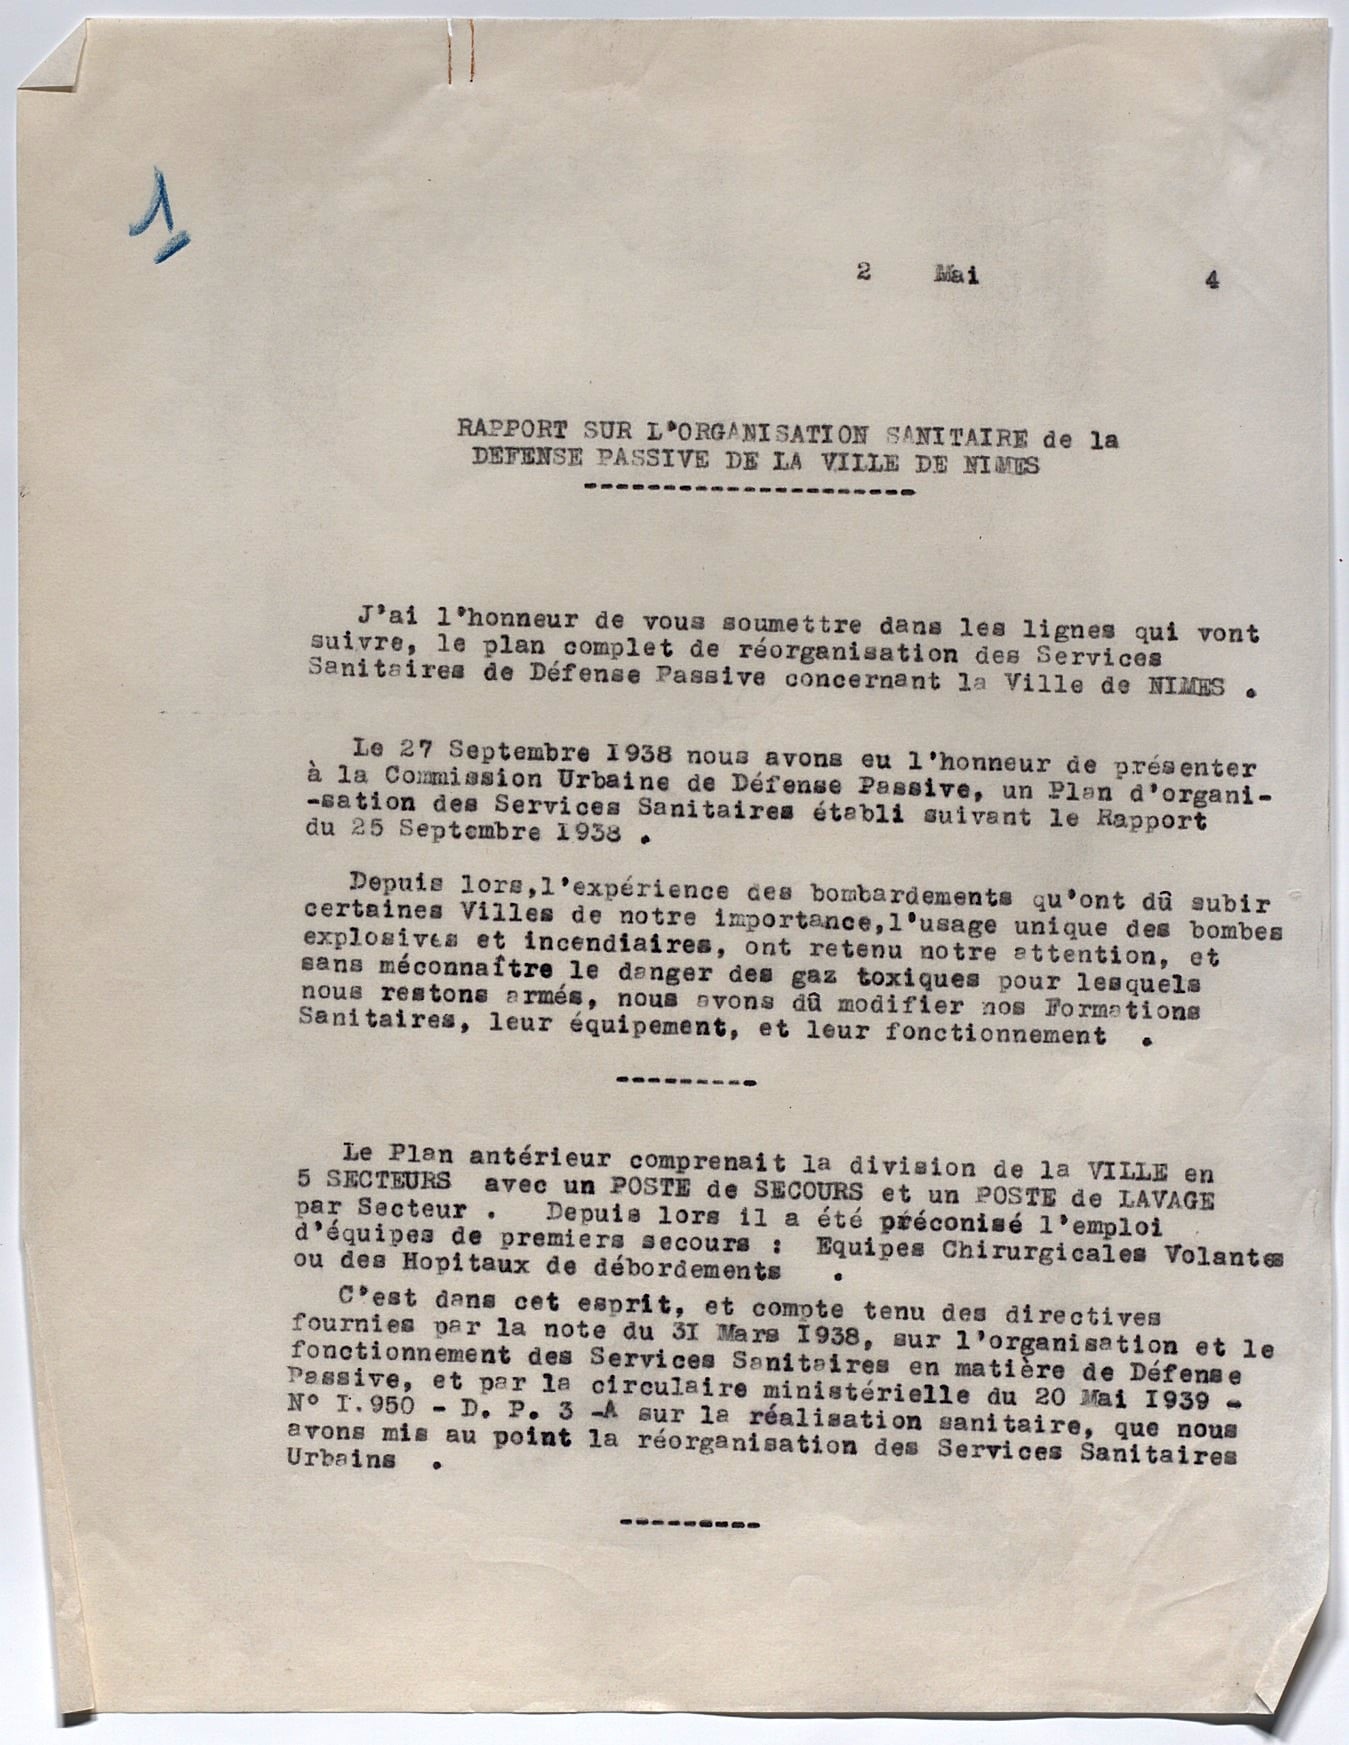 1
2 Mai 4
RAPPORT SUR L'ORGANISATION SANITAIRE de la
DEFENSE PASSIVE DE LA VILLE DE NIMES
----------------------
J'ai l'honneur de vous soumettre dans les lignes qui vont
suivre, le plan complet de réorganisation des Services
Sanitaires de Défense Passive concernant la Ville de NIMES .
Le 27 Septembre I938 nous avons eu l'honneur de présenter
à la Commission Urbaine de Défense Passive, un Plan d'organi-
-sation des Services Sanitaires établi suivant le Rapport
du 25 Septembre I938 .
Depuis lors,l'expérience des bombardements qu'ont dû subir
certaines Villes de notre importance,l'usage unique des bombes
explosives et incendiaires, ont retenu notre attention, et
sans méconnaître le danger des gaz toxiques pour lesquels
nous restons armés, nous avons dû modifier nos Formations
Sanitaires, leur équipement, et leur fonctionnement .
---------
Le Plan antérieur comprenait la division de la VILLE en
5 SECTEURS avec un POSTE de SECOURS et un POSTE de LAVAGE
par Secteur . Depuis lors il a été préconisé l'emploi
d'équipes de premiers secours : Equipes Chirurgicales Volantes
ou des Hopitaux de débordements .
C'est dans cet esprit, et compte tenu des directives
fournies par la note du 3I Mars I938, sur l'organisation et le
fonctionnement des Services Sanitaires en matière de Défense
Passive, et par la circulaire ministérielle du 20 Mai I939 -
N° I.950 - D. P. 3 -A sur la réalisation sanitaire, que nous
avons mis au point la réorganisation des Services Sanitaires
Urbains .
---------